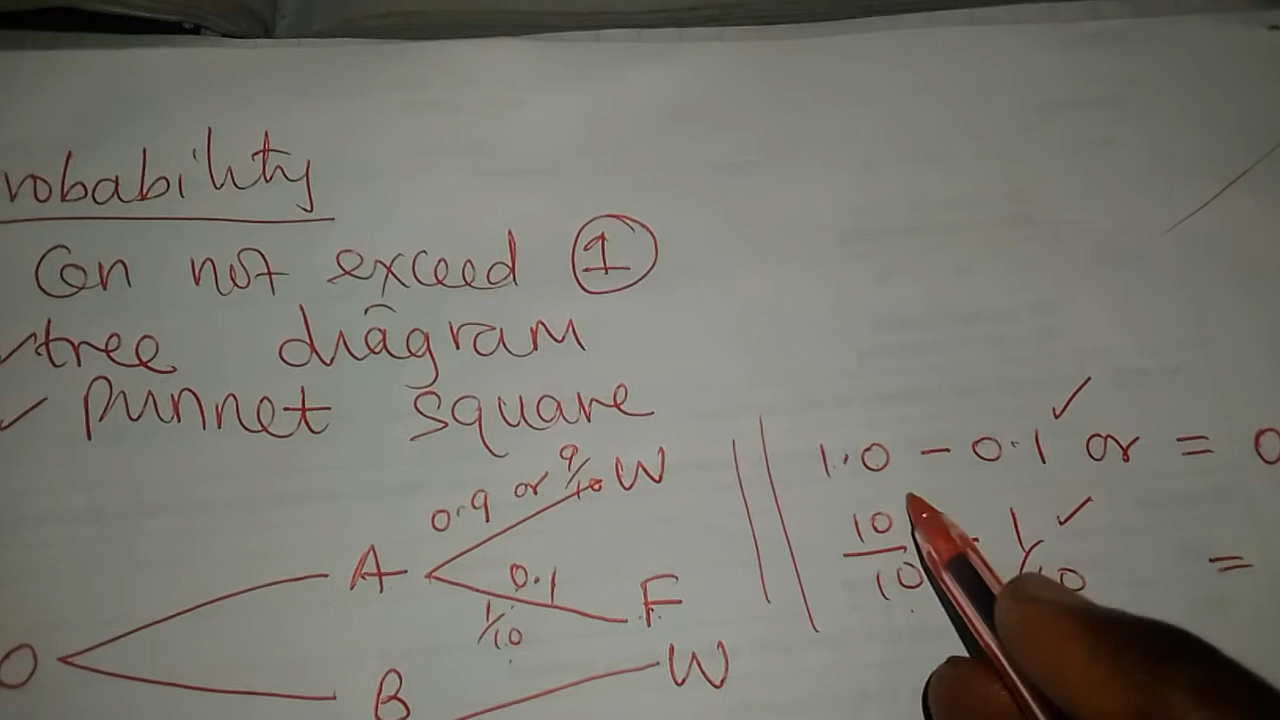 robability
Can not exceed 1
✓tree diagram
✓ punnet square
0.9 or 9/10 W
A
0.1
1/10
F
O
B
W
1.0 - 0.1 ✓ or = 0
10/10 - 1/10 ✓ =